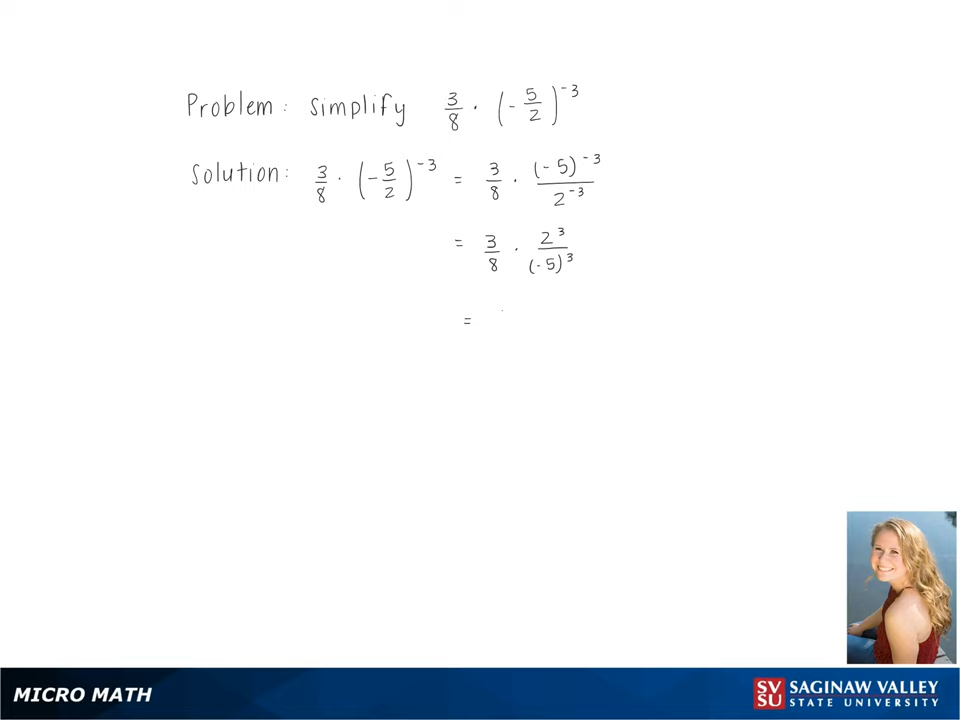 Problem: Simplify 3/8 · (-5/2)^-3
Solution: 3/8 · (-5/2)^-3 = 3/8 · (-5)^-3/2^-3
= 3/8 · 2^3/(-5)^3
=
MICRO MATH
SVSU SAGINAW VALLEY
STATE UNIVERSITY